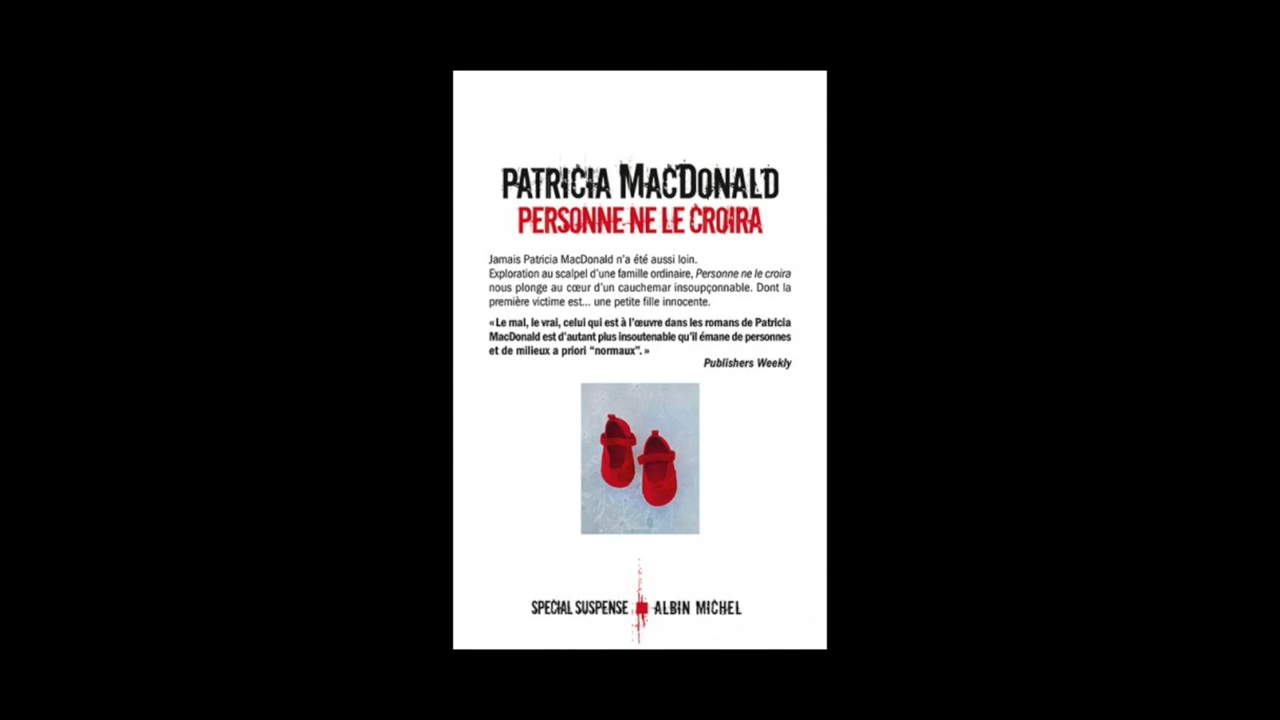 PATRICIA MACDONALD
PERSONNE NE LE CROIRA
Jamais Patricia MacDonald n'a été aussi loin.
Exploration au scalpel d'une famille ordinaire, Personne ne le croira
nous plonge au cœur d'un cauchemar insoupçonnable. Dont la
première victime est... une petite fille innocente.
« Le mal, le vrai, celui qui est à l'œuvre dans les romans de Patricia
MacDonald est d'autant plus insoutenable qu'il émane de personnes
et de milieux a priori “normaux”. »
Publishers Weekly
SPECIAL SUSPENSE ALBIN MICHEL